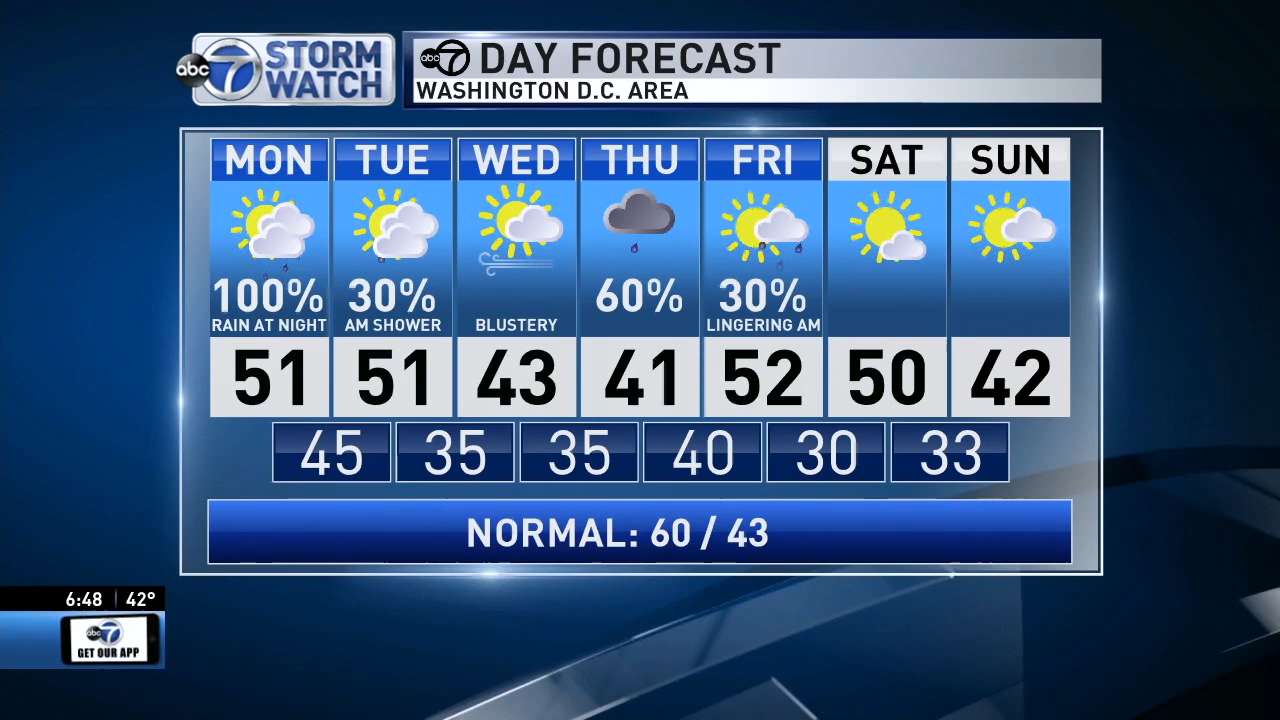 abc 7 STORM WATCH
abc 7 DAY FORECAST
WASHINGTON D.C. AREA
MON TUE WED THU FRI SAT SUN
100% 30% 60% 30%
RAIN AT NIGHT AM SHOWER BLUSTERY LINGERING AM
51 51 43 41 52 50 42
45 35 35 40 30 33
NORMAL: 60 / 43
6:48 42°
abc 7
GET OUR APP